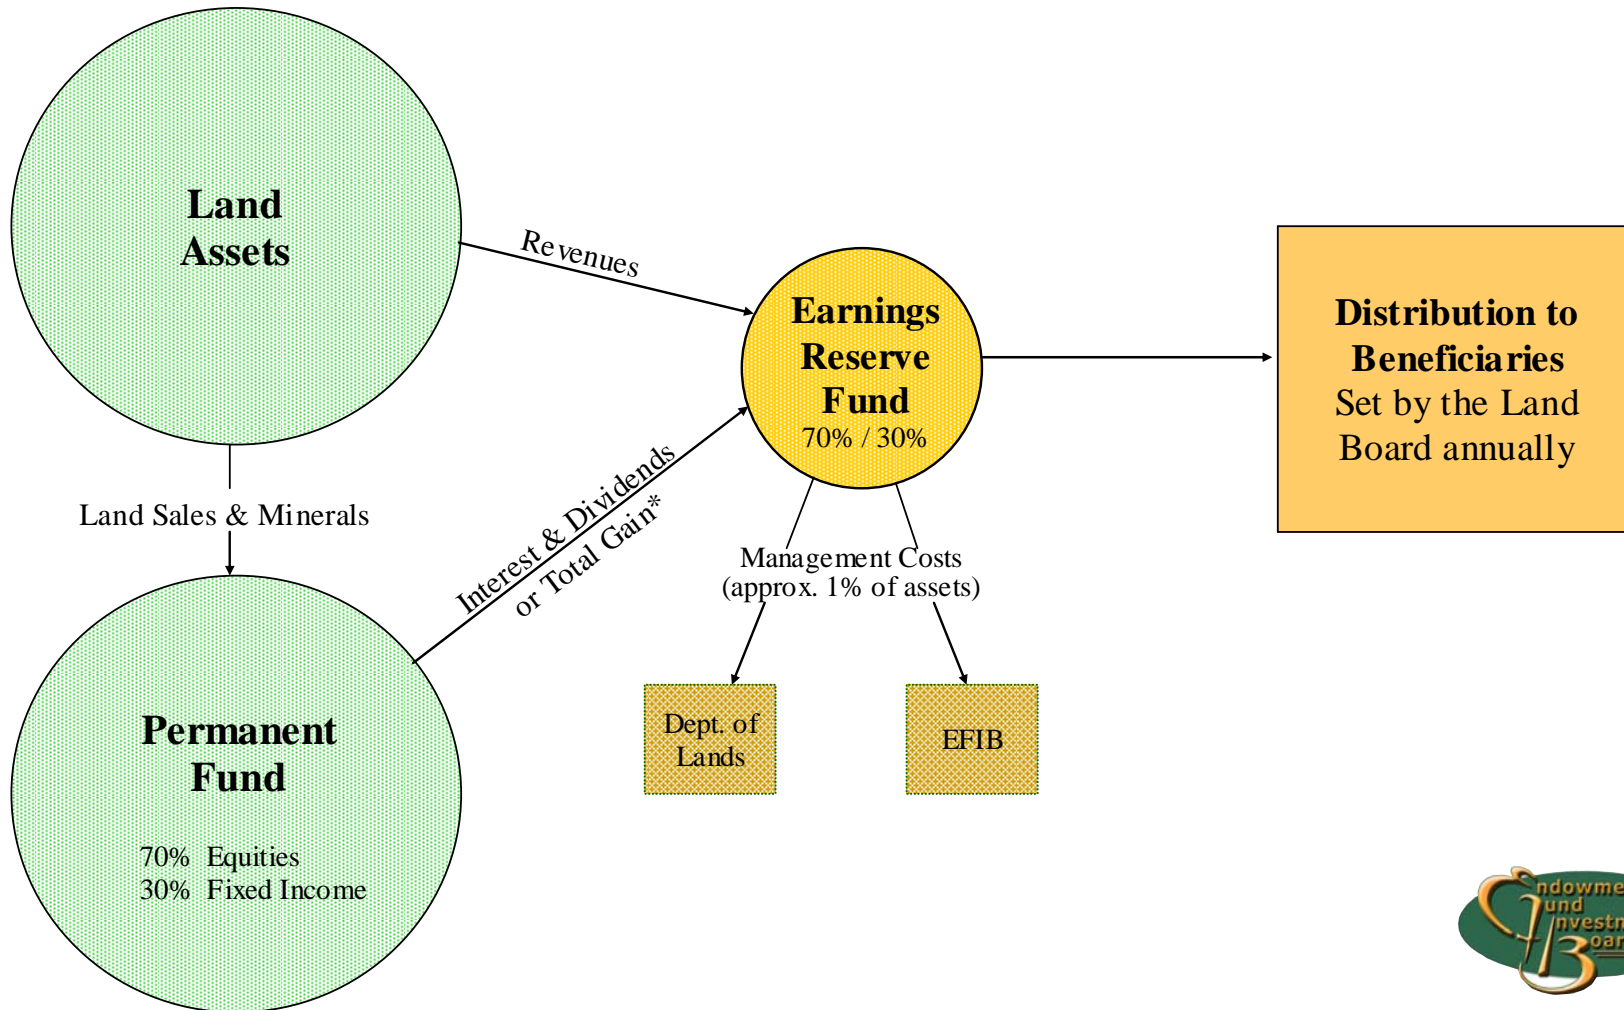 Land
Assets
Revenues
Earnings
Reserve
Fund
70% / 30%
Distribution to
Beneficiaries
Set by the Land
Board annually
Land Sales & Minerals
Interest & Dividends
or Total Gain*
Management Costs
(approx. 1% of assets)
Permanent
Fund
70% Equities
30% Fixed Income
Dept. of
Lands
EFIB